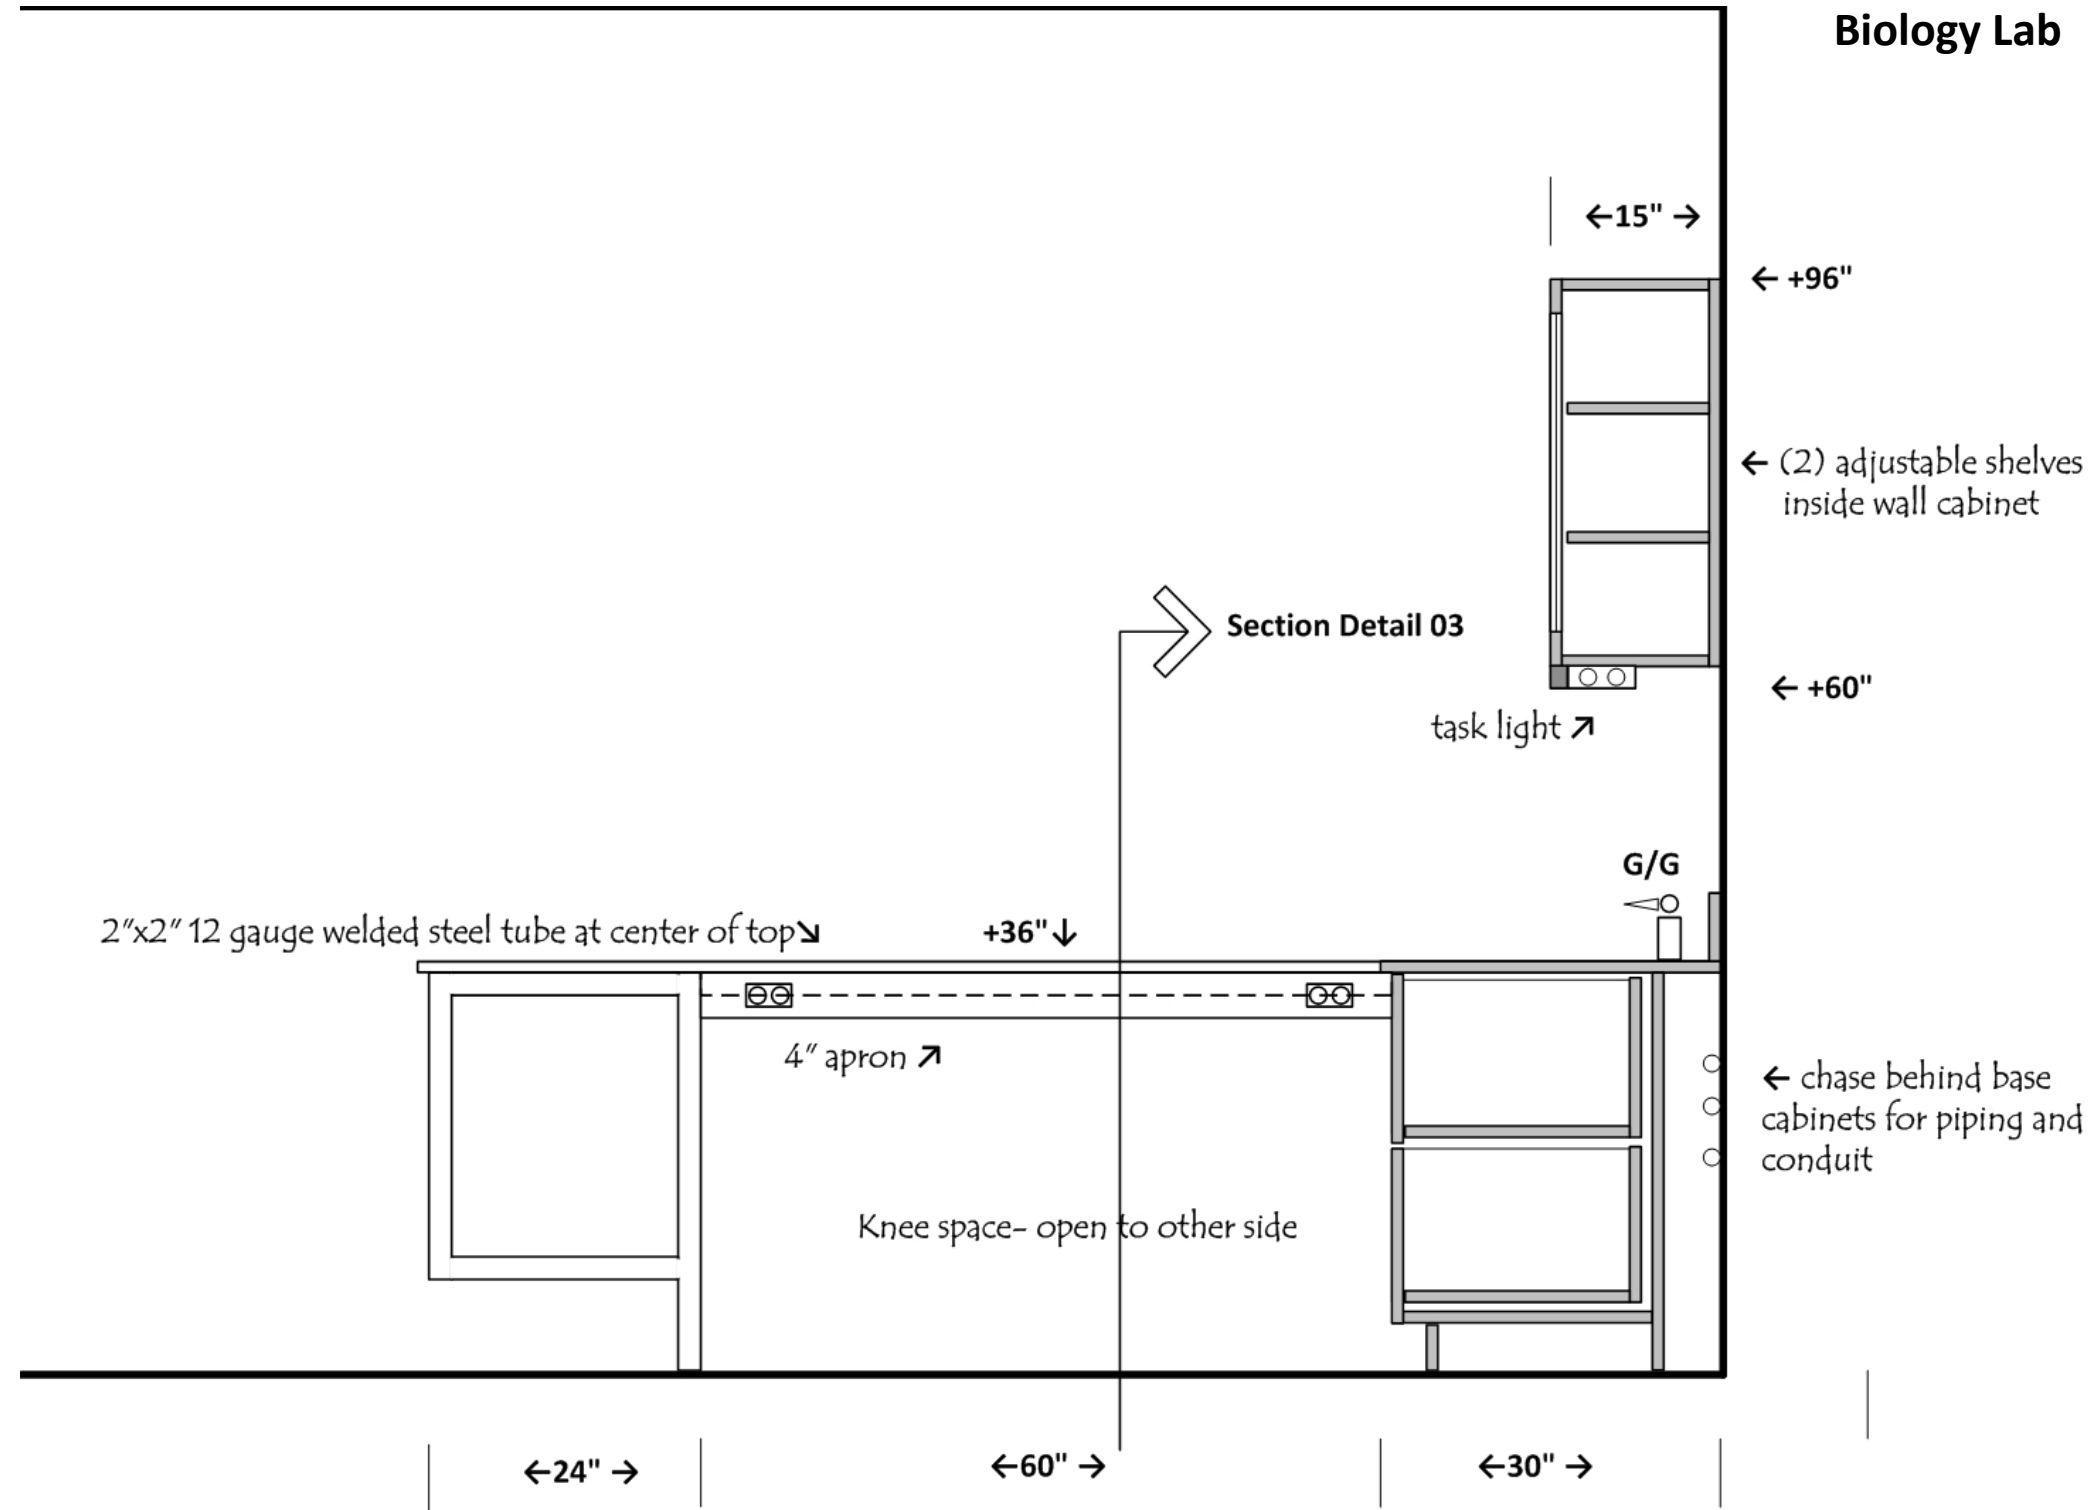 Biology Lab
←15" →
← +96"
← (2) adjustable shelves
inside wall cabinet
Section Detail 03
← +60"
task light ↗
G/G
2"x2" 12 gauge welded steel tube at center of top↘
+36"↓
4" apron ↗
← chase behind base
cabinets for piping and
conduit
Knee space- open to other side
←24" →
←60" →
←30" →